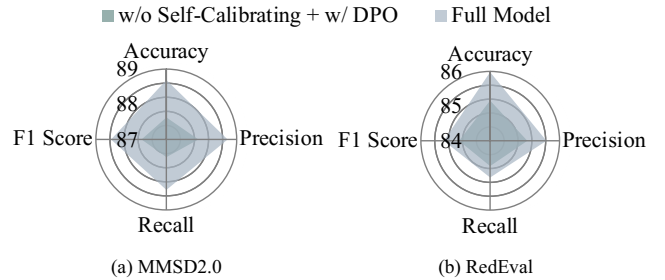 w/o Self-Calibrating + w/ DPO Full Model
Accuracy
89
88
87
F1 Score
Precision
Recall
(a) MMSD2.0
Accuracy
86
85
84
F1 Score
Precision
Recall
(b) RedEval